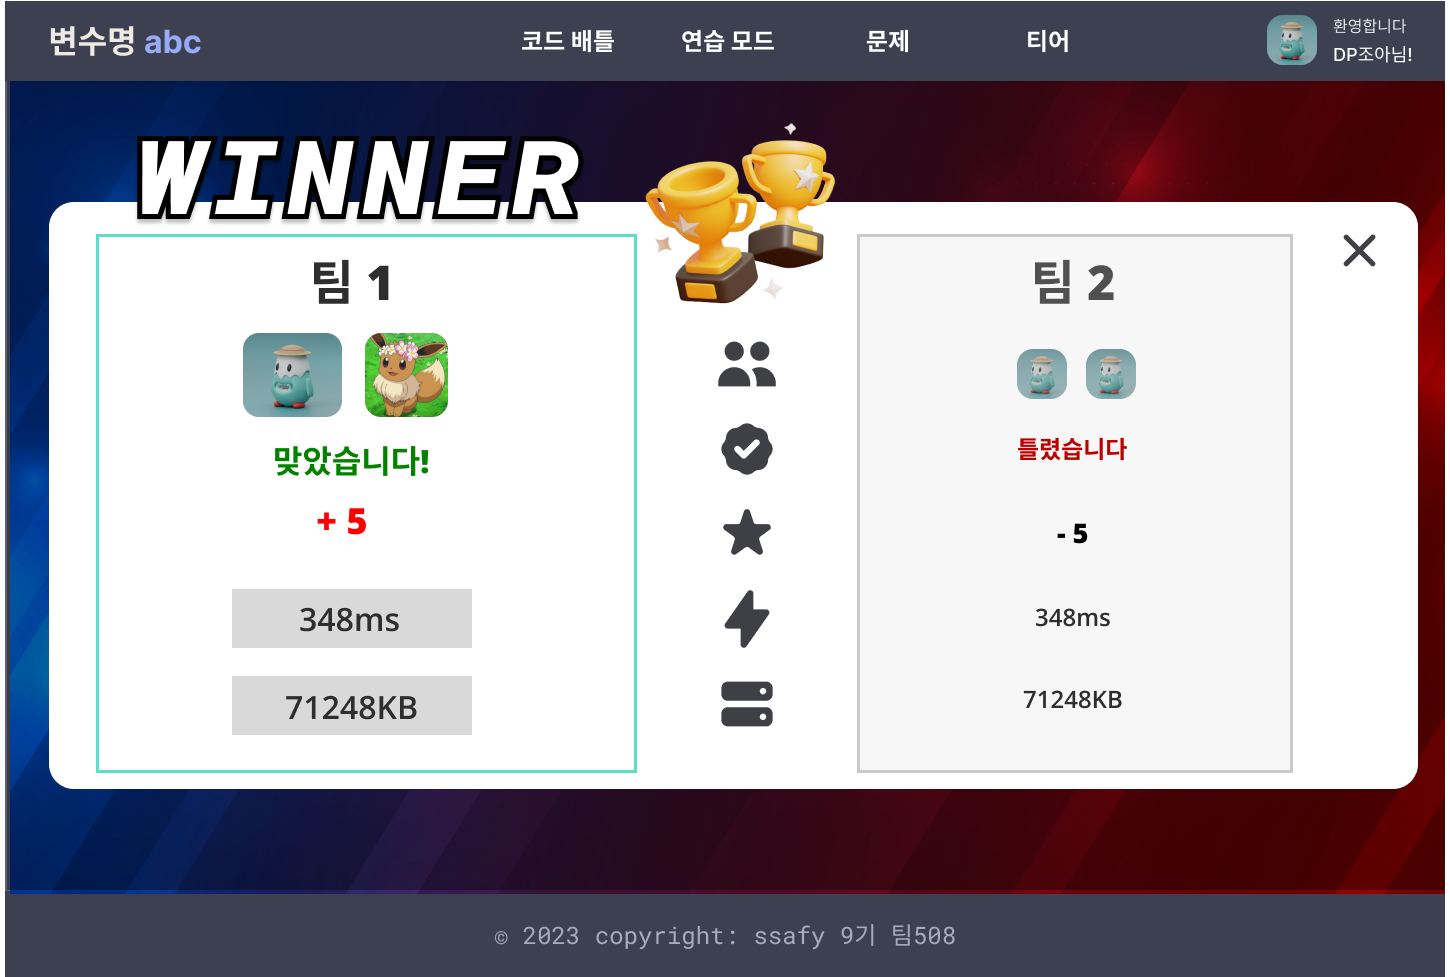 변수명 abc
코드 배틀
연습 모드
문제
티어
환영합니다
DP조아님!
WINNER
팀 1
맞았습니다!
+ 5
348ms
71248KB
팀 2
틀렸습니다
- 5
348ms
71248KB
© 2023 copyright: ssafy 9기 팀508